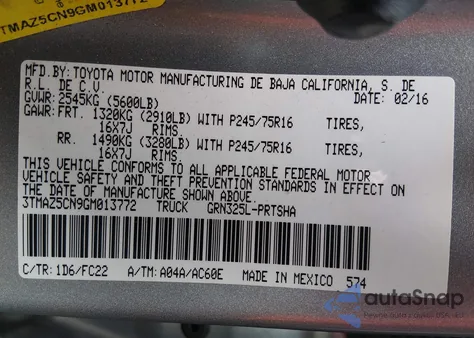 TMAZ5CN9GM013772
MFD.BY:TOYOTA MOTOR MANUFACTURING DE BAJA CALIFORNIA, S. DE
R.L. DE C.V. DATE: 02/16
GVWR: 2545KG (5600LB)
GAWR:FRT. 1320KG (2910LB) WITH P245/75R16 TIRES,
16X7J RIMS,
RR. 1490KG (3280LB) WITH P245/75R16 TIRES,
16X7J RIMS.
THIS VEHICLE CONFORMS TO ALL APPLICABLE FEDERAL MOTOR
VEHICLE SAFETY AND THEFT PREVENTION STANDARDS IN EFFECT ON
THE DATE OF MANUFACTURE SHOWN ABOVE.
3TMAZ5CN9GM013772 TRUCK GRN325L-PRTSHA
C/TR: 1D6/FC22 A/TM: A04A/AC60E MADE IN MEXICO 574
autoSnap